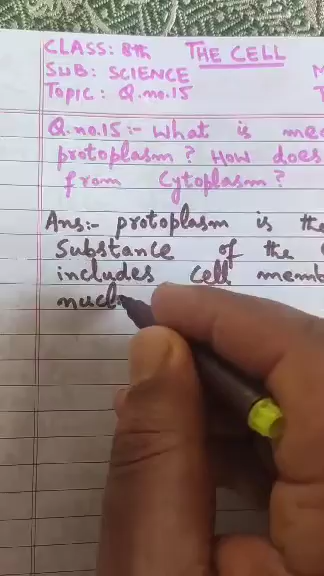 CLASS: 8th THE CELL
SUB: SCIENCE
TOPIC: Q.no.15
Q.no.15:- What is
protoplasm? How does
from Cytoplasm?
Ans:- protoplasm is the
Substance of the
includes cell